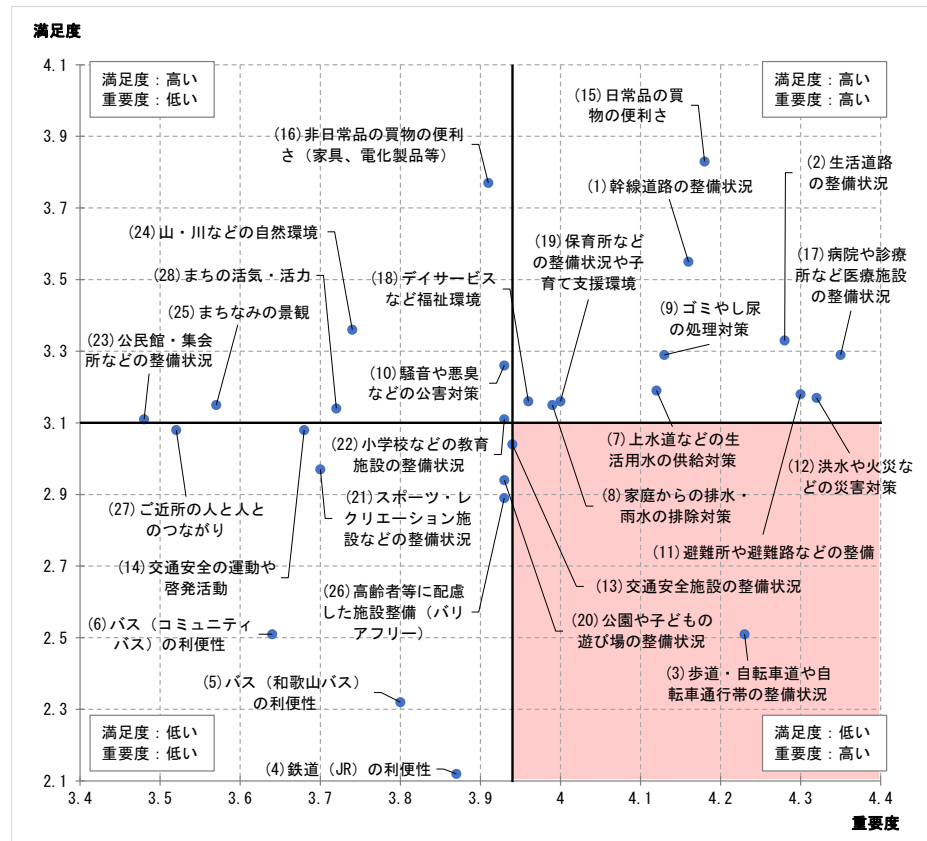 満足度
4.1
3.9
3.7
3.5
3.3
3.1
2.9
2.7
2.5
2.3
2.1
満足度：高い
重要度：低い
満足度：高い
重要度：高い
(15)日常品の買
物の便利さ
(16)非日常品の買物の便利
さ（家具、電化製品等）
(2)生活道路
の整備状況
(1)幹線道路の整備状況
(24)山・川などの自然環境
(19)保育所など
の整備状況や子
育て支援環境
(17)病院や診療
所など医療施設
の整備状況
(28)まちの活気・活力
(18)デイサービス
など福祉環境
(9)ゴミやし尿
の処理対策
(25)まちなみの景観
(23)公民館・集会
所などの整備状況
(10)騒音や悪臭
などの公害対策
(22)小学校などの教育
施設の整備状況
(7)上水道などの生
活用水の供給対策
(12)洪水や火災な
どの災害対策
(27)ご近所の人と人と
のつながり
(21)スポーツ・レ
クリエーション施
設などの整備状況
(8)家庭からの排水・
雨水の排除対策
(11)避難所や避難路などの整備
(14)交通安全の運動や
啓発活動
(26)高齢者等に配慮
した施設整備（バリ
アフリー）
(13)交通安全施設の整備状況
(20)公園や子どもの
遊び場の整備状況
(6)バス（コミュニティ
バス）の利便性
(3)歩道・自転車道や自
転車通行帯の整備状況
(5)バス（和歌山バス）
の利便性
(4)鉄道（JR）の利便性
満足度：低い
重要度：低い
満足度：低い
重要度：高い
3.4 3.5 3.6 3.7 3.8 3.9 4 4.1 4.2 4.3 4.4
重要度